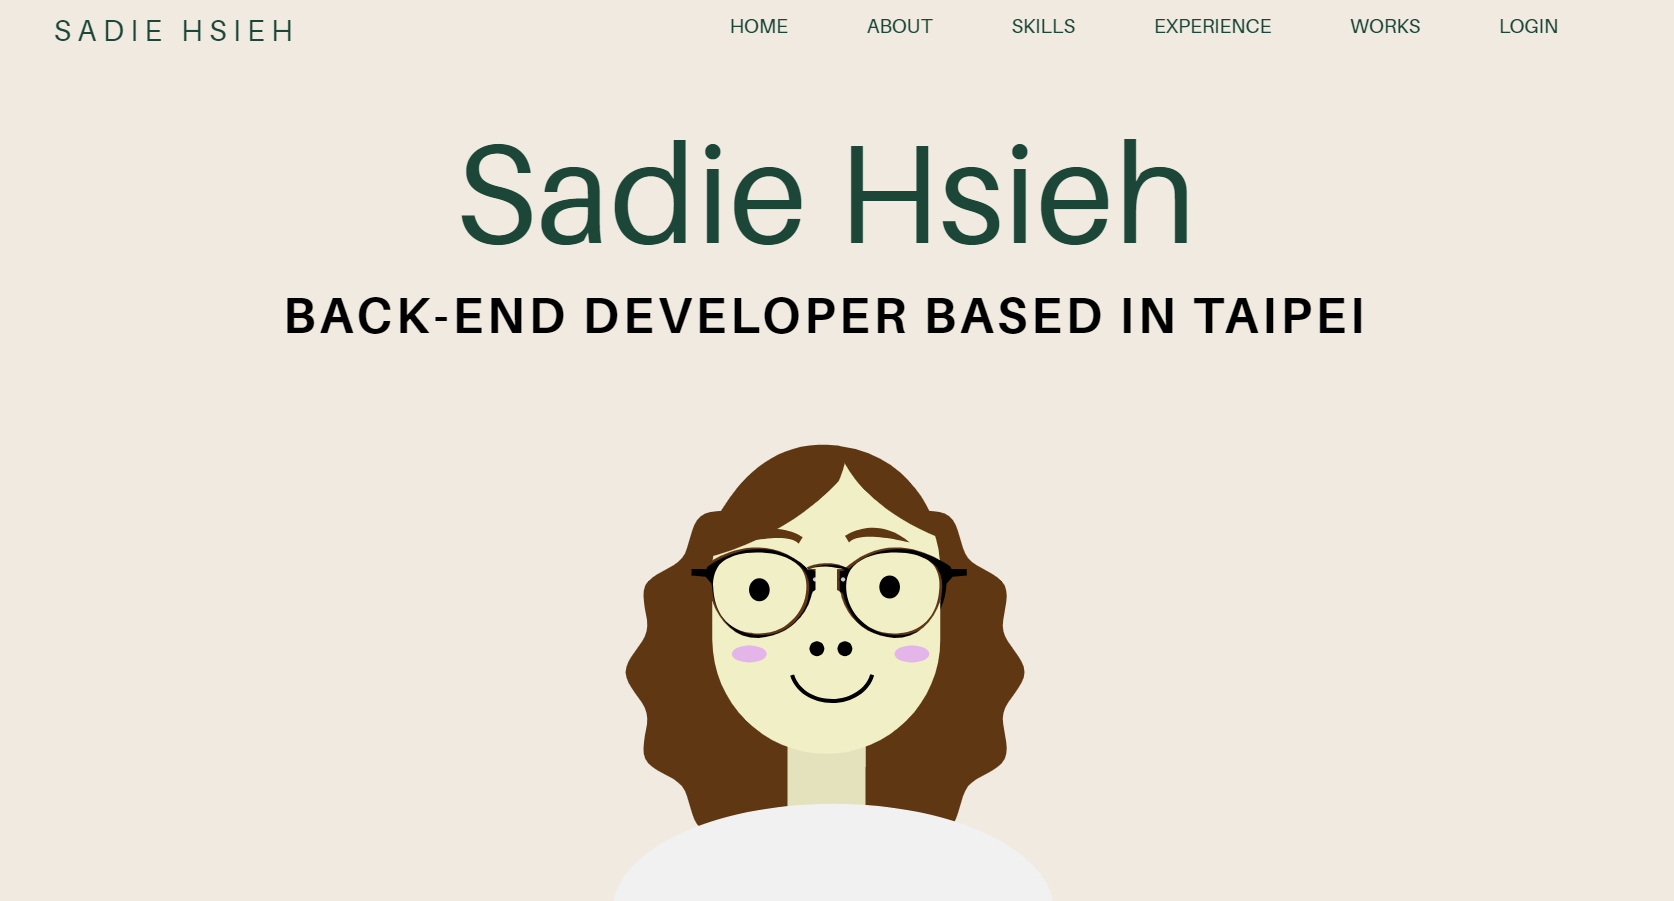 SADIE HSIEH
HOME ABOUT SKILLS EXPERIENCE WORKS LOGIN
Sadie Hsieh
BACK-END DEVELOPER BASED IN TAIPEI